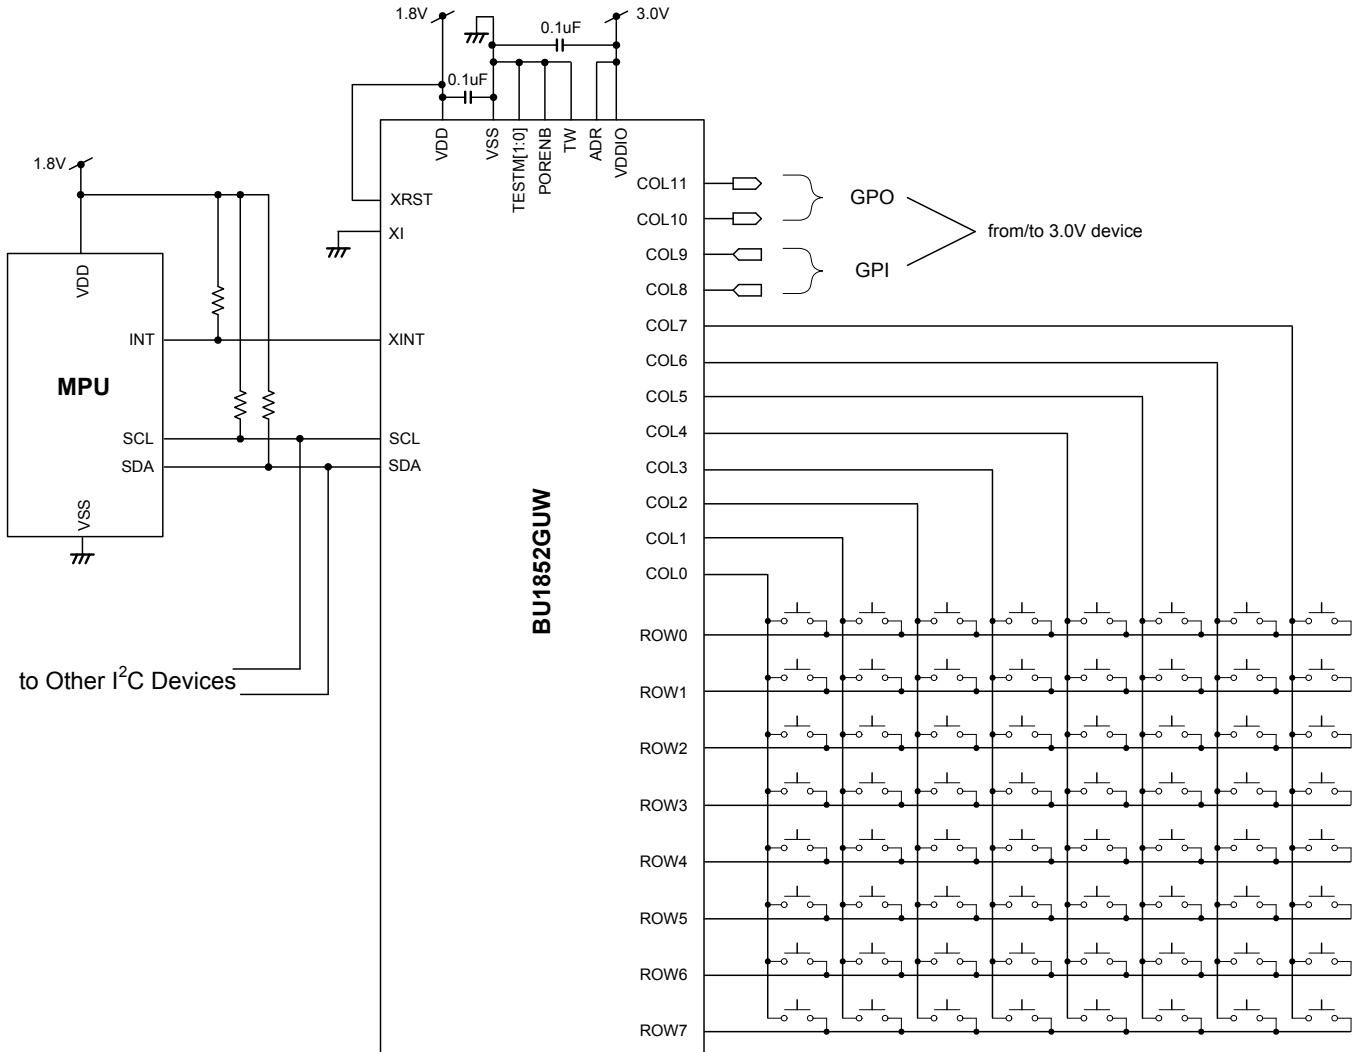 1.8V
3.0V
0.1uF
0.1uF
VDD
VSS
TESTM[1:0]
PORENB
TW
ADR
VDDIO
1.8V
XRST
XI
VDD
INT
XINT
MPU
SCL
SCL
SDA
SDA
VSS
to Other I²C Devices
BU1852GUW
COL11
GPO
COL10
from/to 3.0V device
COL9
GPI
COL8
COL7
COL6
COL5
COL4
COL3
COL2
COL1
COL0
ROW0
ROW1
ROW2
ROW3
ROW4
ROW5
ROW6
ROW7